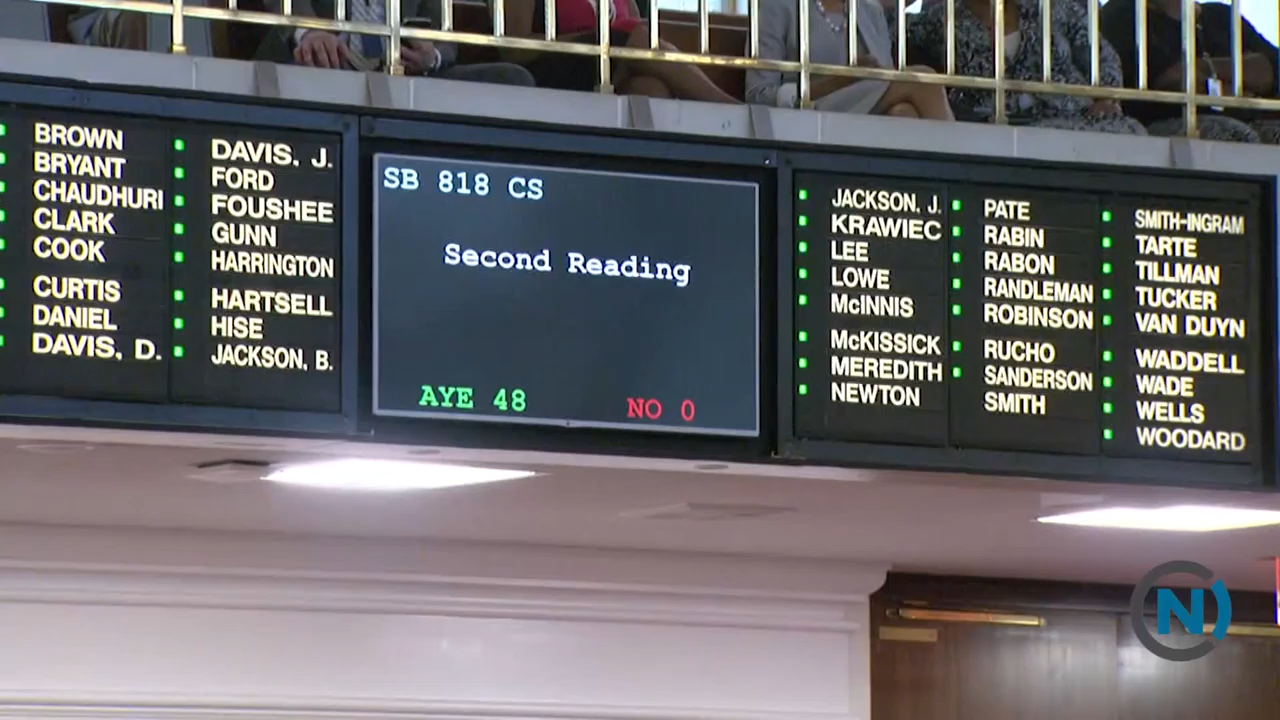 BROWN
BRYANT
CHAUDHURI
CLARK
COOK
CURTIS
DANIEL
DAVIS, D.
DAVIS, J.
FORD
FOUSHEE
GUNN
HARRINGTON
HARTSELL
HISE
JACKSON, B.
SB 818 CS
Second Reading
AYE 48
NO 0
JACKSON, J.
KRAWIEC
LEE
LOWE
McINNIS
McKISSICK
MEREDITH
NEWTON
PATE
RABIN
RABON
RANDLEMAN
ROBINSON
RUCHO
SANDERSON
SMITH
SMITH-INGRAM
TARTE
TILLMAN
TUCKER
VAN DUYN
WADDELL
WADE
WELLS
WOODARD
N